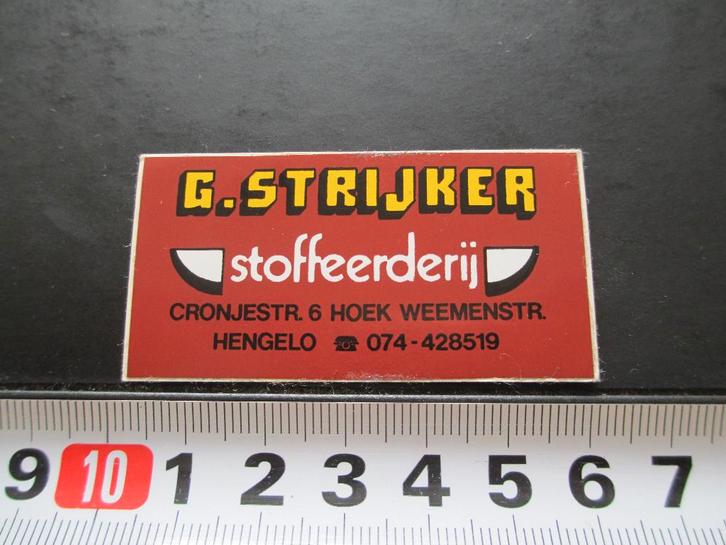 G. STRIJKER
stoffeerderij
CRONJESTR. 6 HOEK WEEMENSTR.
HENGELO ☎ 074-428519
9 10 1 2 3 4 5 6 7